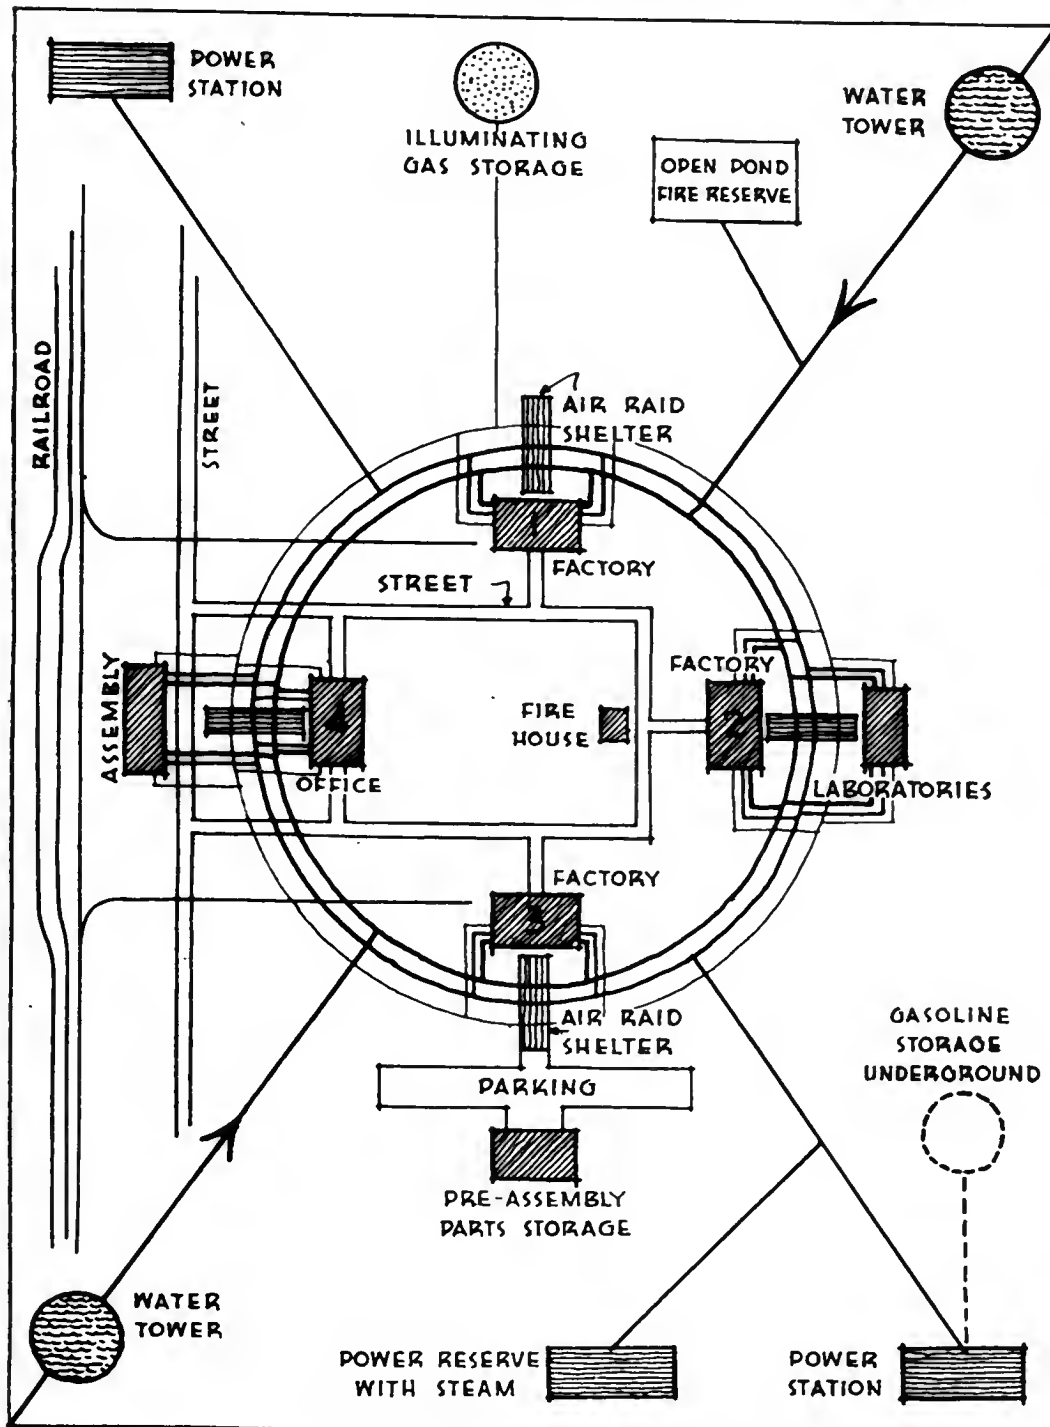 POWER
STATION
ILLUMINATING
GAS STORAGE
WATER
TOWER
OPEN POND
FIRE RESERVE
RAILROAD
STREET
AIR RAID
SHELTER
1
FACTORY
STREET
ASSEMBLY
4
OFFICE
FIRE
HOUSE
FACTORY
2
LABORATORIES
FACTORY
3
AIR RAID
SHELTER
PARKING
PRE-ASSEMBLY
PARTS STORAGE
GASOLINE
STORAGE
UNDERGROUND
WATER
TOWER
POWER RESERVE
WITH STEAM
POWER
STATION